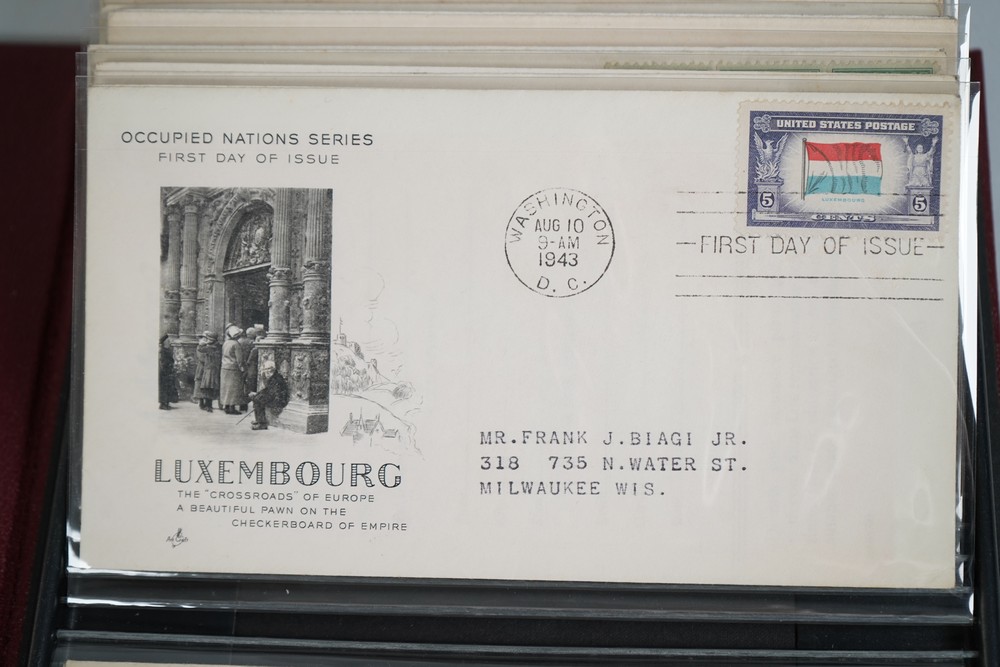 OCCUPIED NATIONS SERIES
FIRST DAY OF ISSUE
UNITED STATES POSTAGE
LUXEMBOURG
5 5
CENTS
WASHINGTON
AUG 10
9-AM
1943
D. C.
FIRST DAY OF ISSUE
MR.FRANK J.BIAGI JR.
318 735 N.WATER ST.
MILWAUKEE WIS.
LUXEMBOURG
THE "CROSSROADS" OF EUROPE
A BEAUTIFUL PAWN ON THE
CHECKERBOARD OF EMPIRE